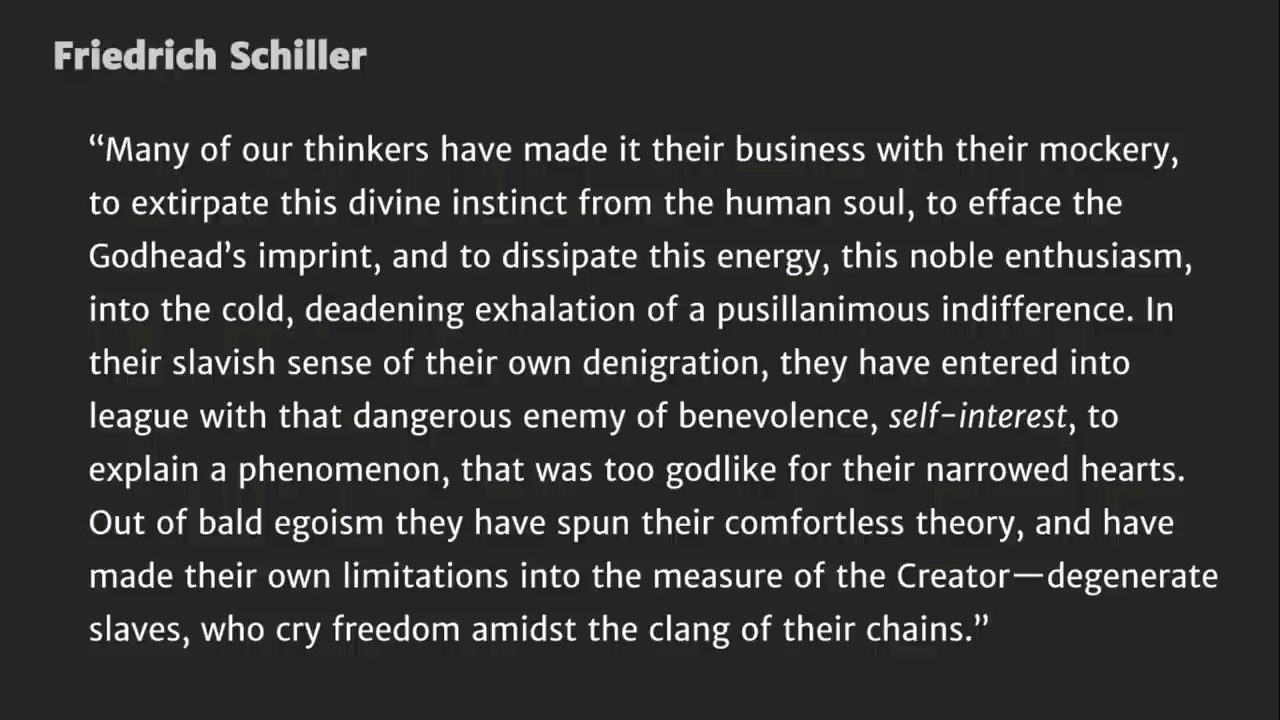 Friedrich Schiller
“Many of our thinkers have made it their business with their mockery,
to extirpate this divine instinct from the human soul, to efface the
Godhead’s imprint, and to dissipate this energy, this noble enthusiasm,
into the cold, deadening exhalation of a pusillanimous indifference. In
their slavish sense of their own denigration, they have entered into
league with that dangerous enemy of benevolence, self-interest, to
explain a phenomenon, that was too godlike for their narrowed hearts.
Out of bald egoism they have spun their comfortless theory, and have
made their own limitations into the measure of the Creator—degenerate
slaves, who cry freedom amidst the clang of their chains.”